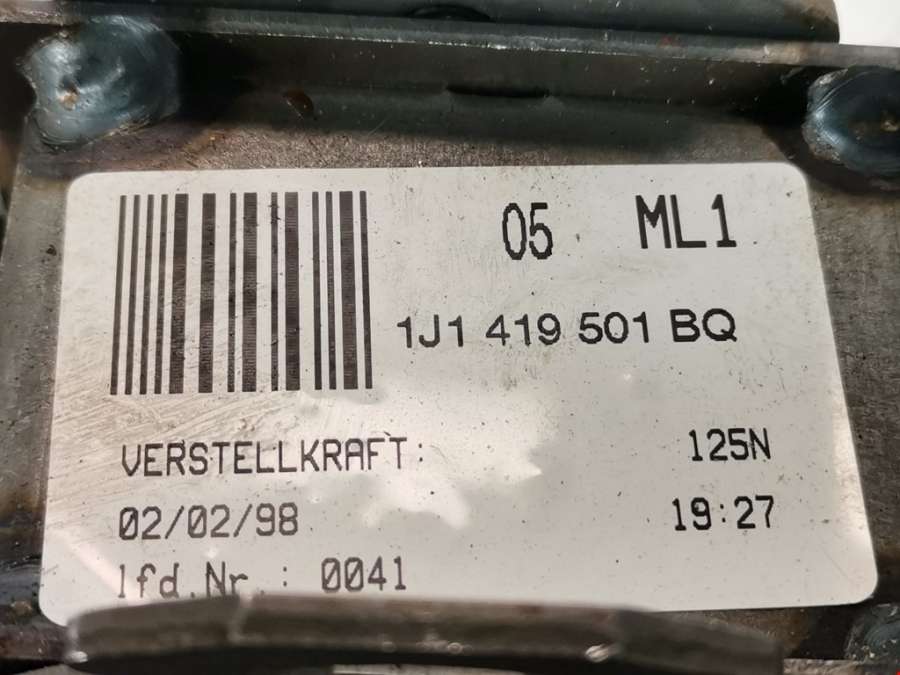 05 ML1
1J1 419 501 BQ
VERSTELLKRAFT: 125N
02/02/98 19:27
lfd.Nr.: 0041